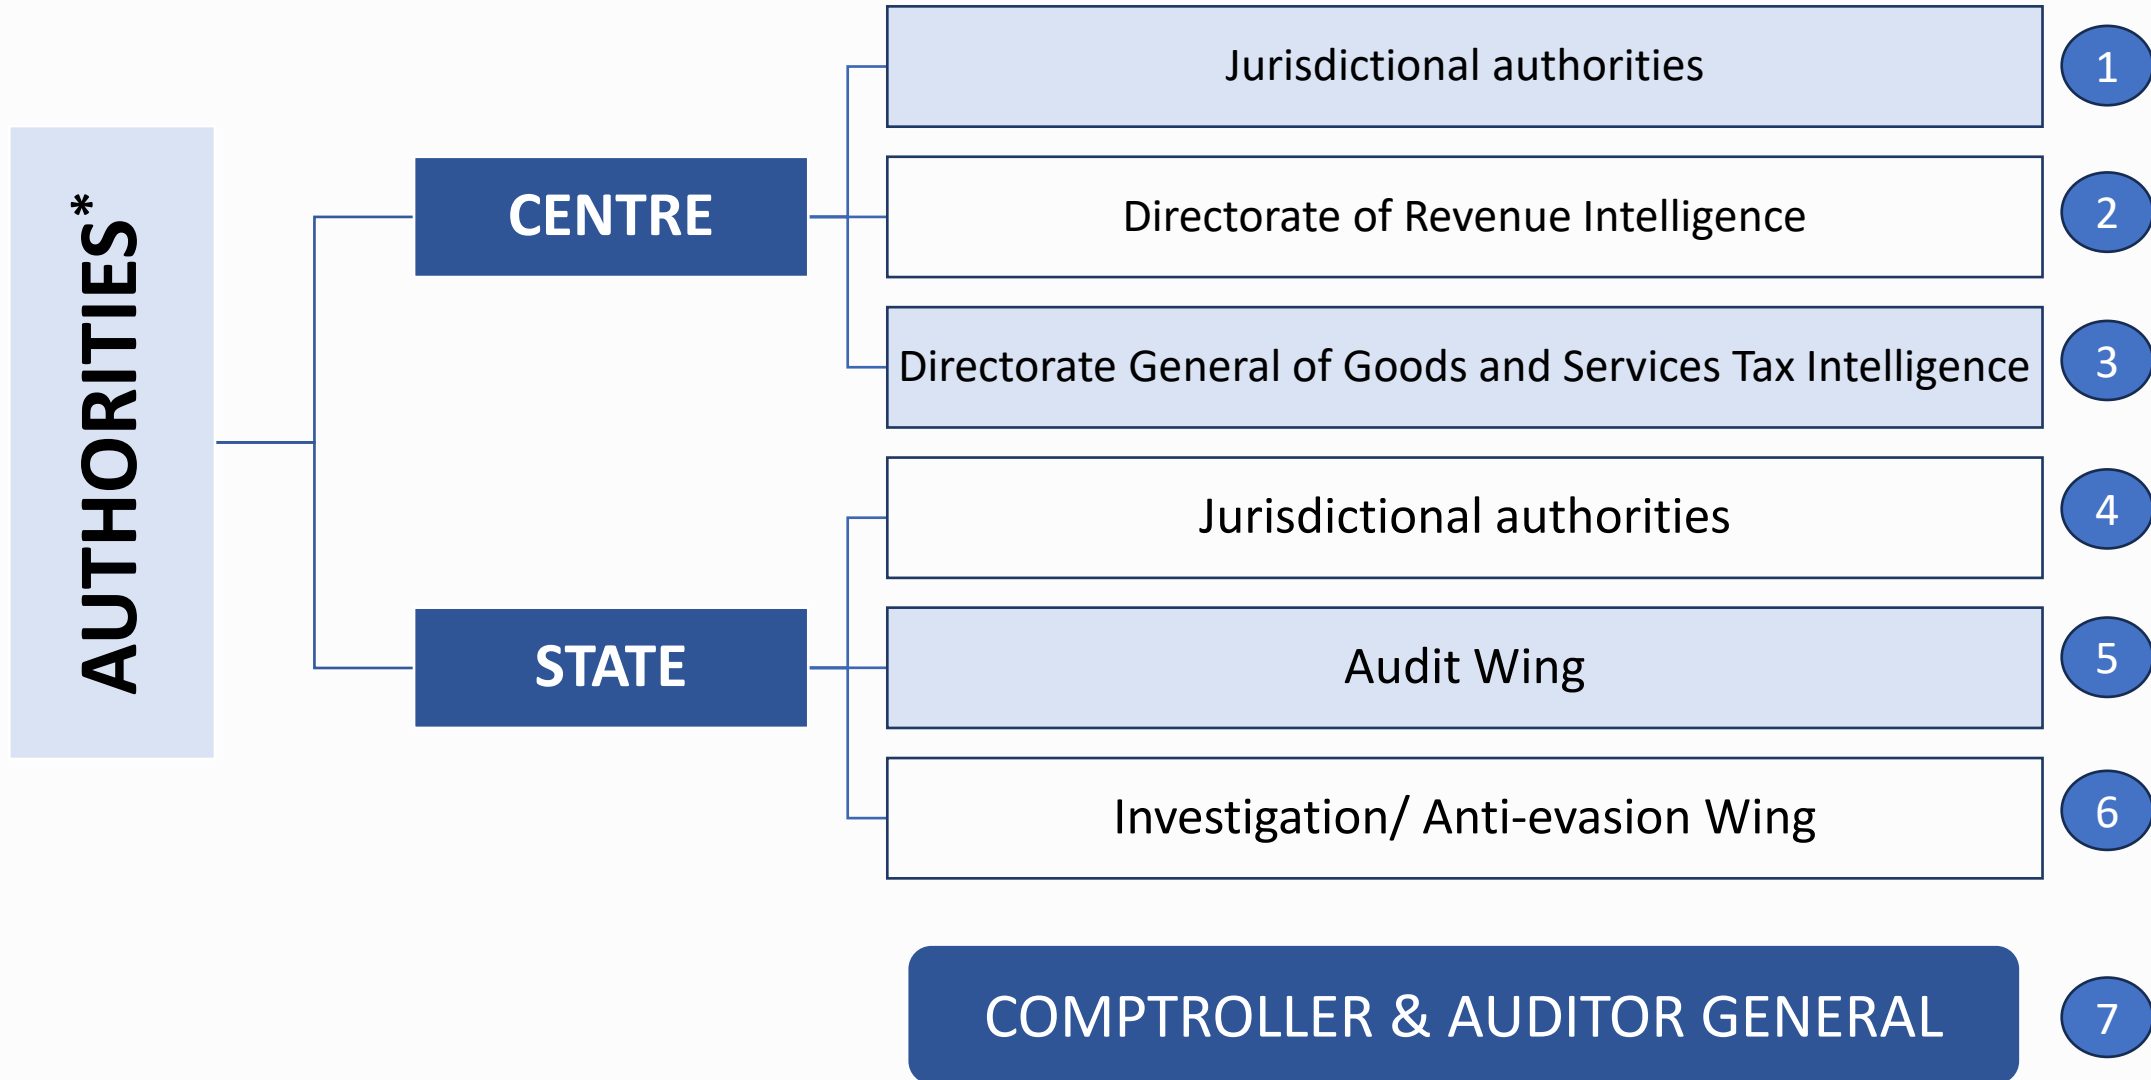 AUTHORITIES*
CENTRE
Jurisdictional authorities
1
Directorate of Revenue Intelligence
2
Directorate General of Goods and Services Tax Intelligence
3
STATE
Jurisdictional authorities
4
Audit Wing
5
Investigation/ Anti-evasion Wing
6
COMPTROLLER & AUDITOR GENERAL
7